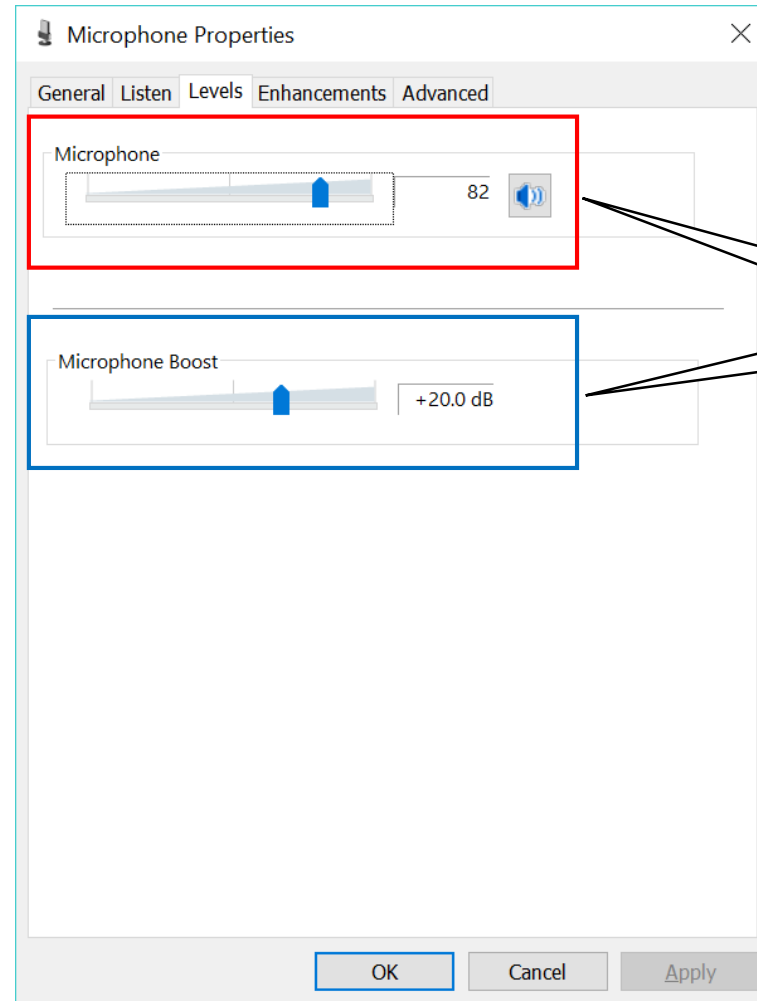 Microphone Properties
General Listen Levels Enhancements Advanced
Microphone
82
Microphone Boost
+20.0 dB
OK Cancel Apply